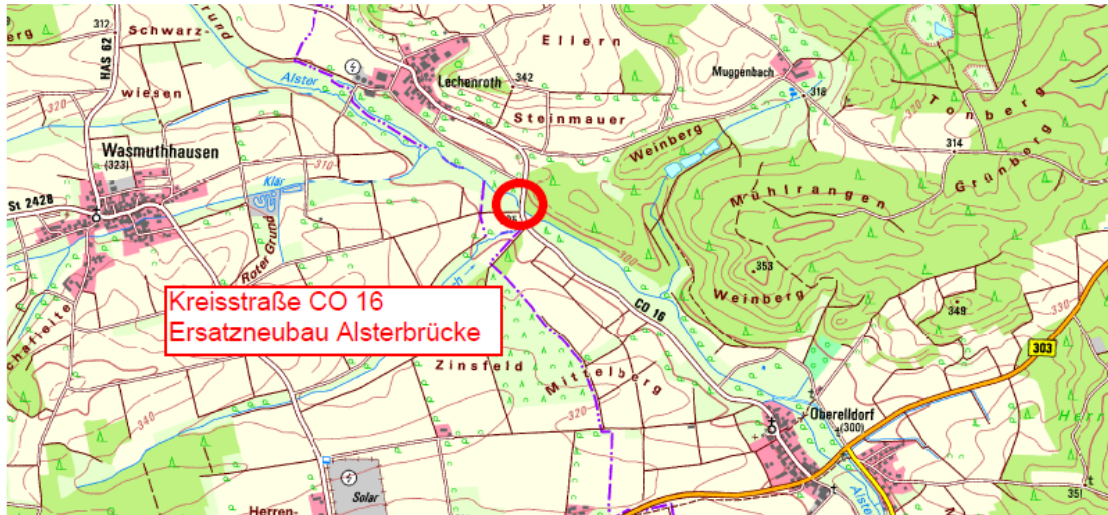 312
Schwarz-
wiesen
HAS 62
Alster
Lechenroth
342
Ellern
Steinmauer
Muggenbach
318
Tonberg
314
Grünberg
Weinberg
Mühlrangen
320
310
Wasmuthhausen
(323)
St 2428
Klär
Roter Grund
Kreisstraße CO 16
Ersatzneubau Alsterbrücke
300
353
Weinberg
349
330
CO 16
303
Zinsfeld
Mittelberg
320
340
Oberelldorf
(300)
Solar
Herren-
351